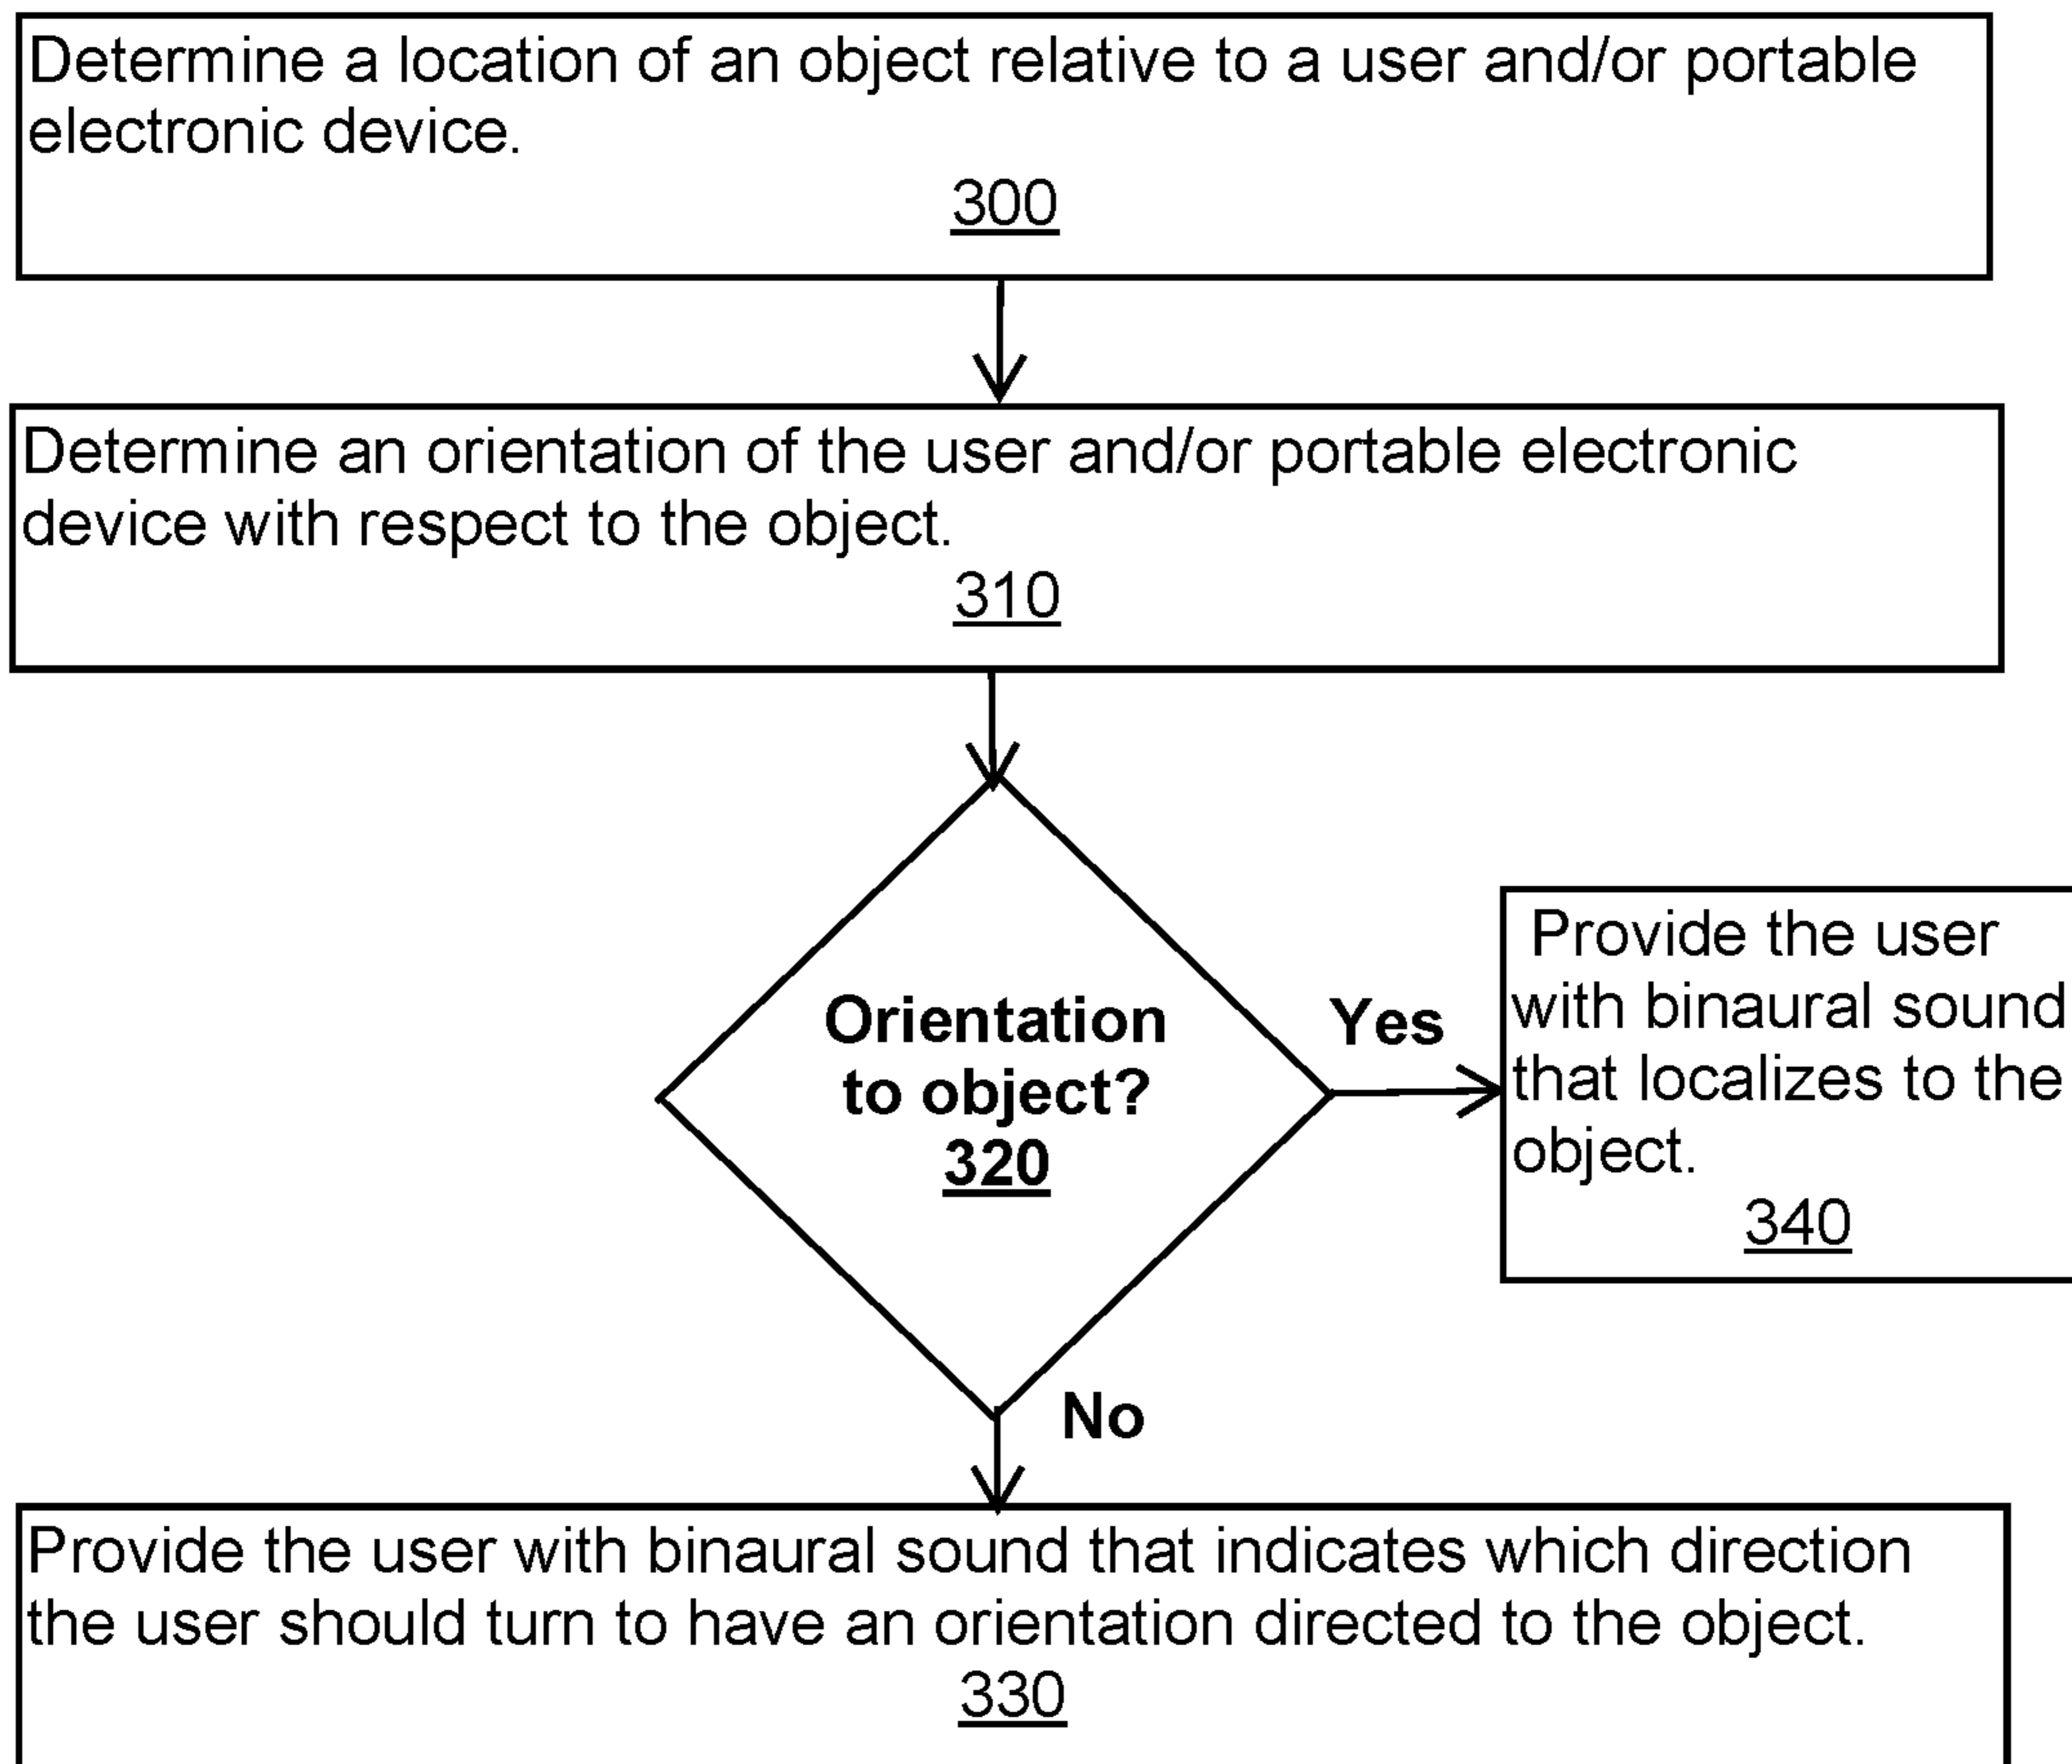 Determine a location of an object relative to a user and/or portable
electronic device.
300
Determine an orientation of the user and/or portable electronic
device with respect to the object.
310
Orientation
to object?
320
Yes
Provide the user
with binaural sound
that localizes to the
object.
340
No
Provide the user with binaural sound that indicates which direction
the user should turn to have an orientation directed to the object.
330